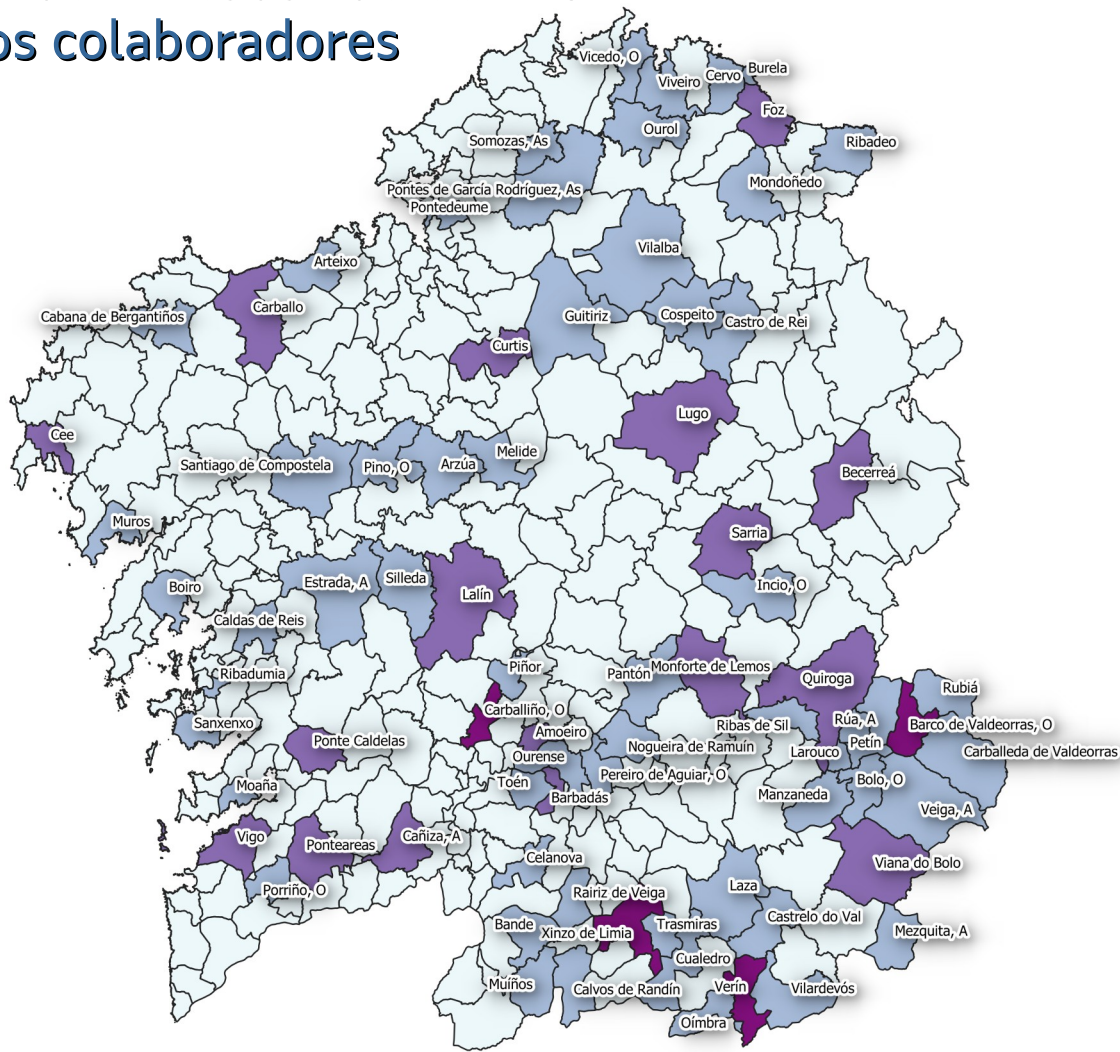 os colaboradores
Vicedo, O
Burela
Viveiro
Cervo
Foz
Ourol
Somozas, As
Ribadeo
Mondoñedo
Pontes de García Rodríguez, As
Pontedeume
Vilalba
Arteixo
Carballo
Cabana de Bergantiños
Guitiriz
Cospeito
Castro de Rei
Curtis
Lugo
Cee
Melide
Santiago de Compostela
Pino, O
Arzúa
Becerreá
Muros
Sarria
Estrada, A
Silleda
Incio, O
Boiro
Lalín
Caldas de Reis
Piñor
Pantón
Monforte de Lemos
Ribadumia
Quiroga
Rubiá
Carballiño, O
Sanxenxo
Ribas de Sil
Rúa, A
Barco de Valdeorras, O
Amoeiro
Ponte Caldelas
Nogueira de Ramuín
Petín
Larouco
Carballeda de Valdeorras
Ourense
Pereiro de Aguiar, O
Toén
Bolo, O
Moaña
Barbadás
Manzaneda
Veiga, A
Vigo
Cañiza, A
Ponteareas
Celanova
Viana do Bolo
Porriño, O
Laza
Rairiz de Veiga
Castrelo do Val
Bande
Xinzo de Limia
Trasmiras
Mezquita, A
Cualedro
Muíños
Calvos de Randín
Verín
Vilardevós
Oímbra